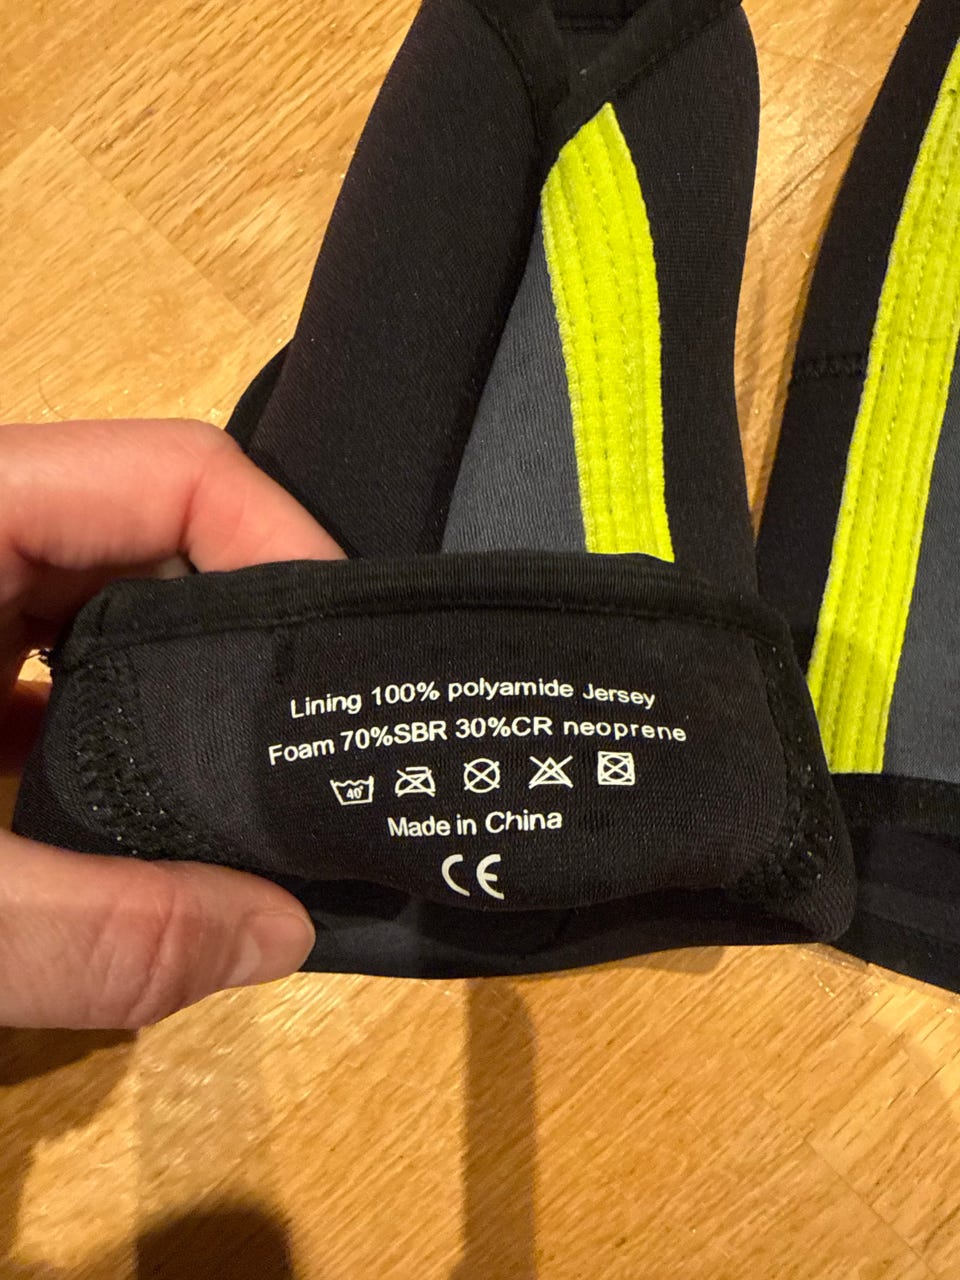 Lining 100% polyamide Jersey
Foam 70%SBR 30%CR neoprene
40°
Made in China
CE